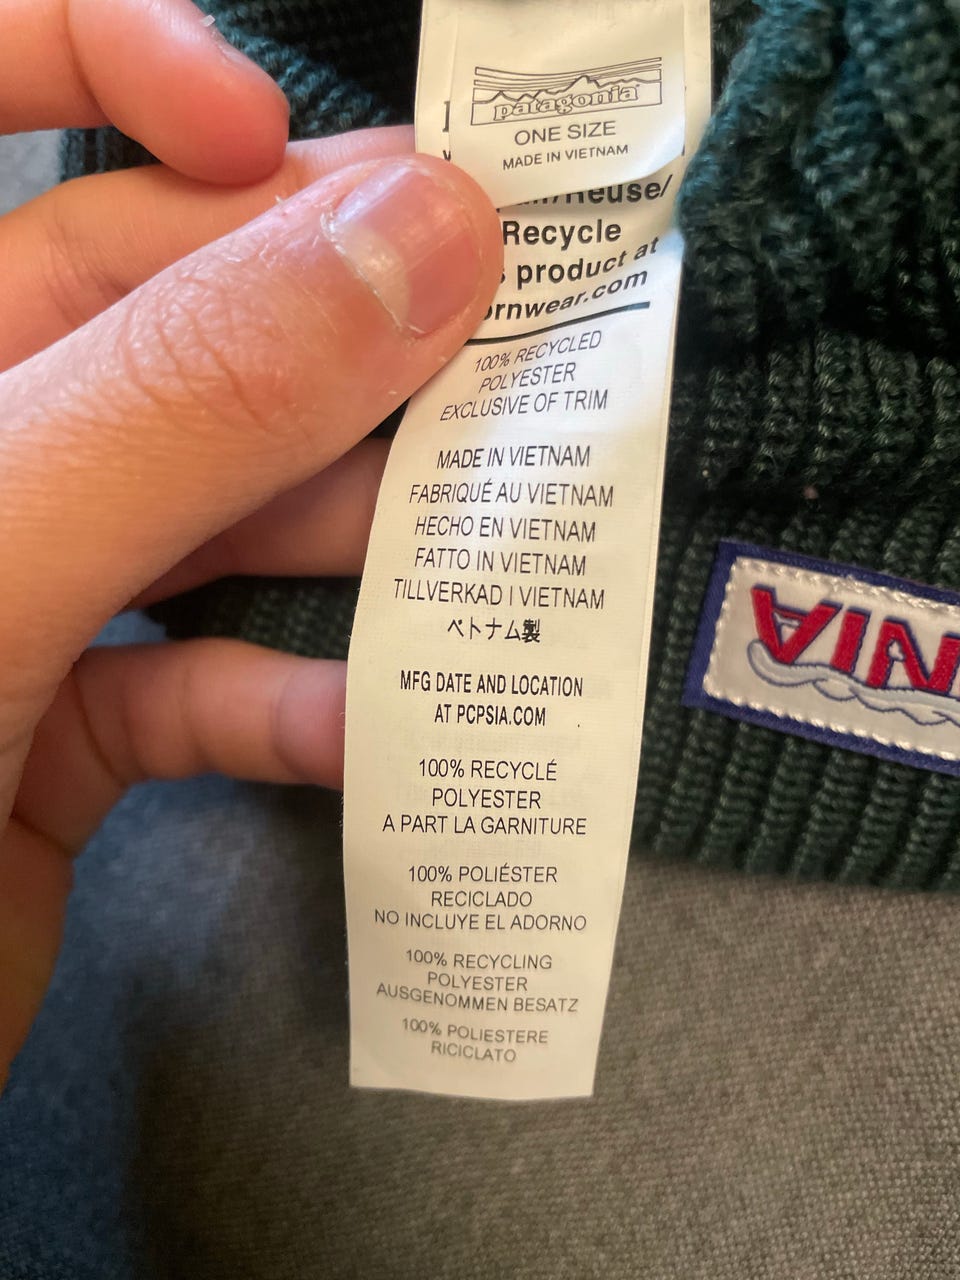 patagonia
ONE SIZE
MADE IN VIETNAM
Reuse/
Recycle
product at
100% RECYCLED
POLYESTER
EXCLUSIVE OF TRIM
MADE IN VIETNAM
FABRIQUÉ AU VIETNAM
HECHO EN VIETNAM
FATTO IN VIETNAM
TILLVERKAD I VIETNAM
ベトナム製
MFG DATE AND LOCATION
AT PCPSIA.COM
100% RECYCLÉ
POLYESTER
A PART LA GARNITURE
100% POLIÉSTER
RECICLADO
NO INCLUYE EL ADORNO
100% RECYCLING
POLYESTER
AUSGENOMMEN BESATZ
100% POLIESTERE
RICICLATO
NIA